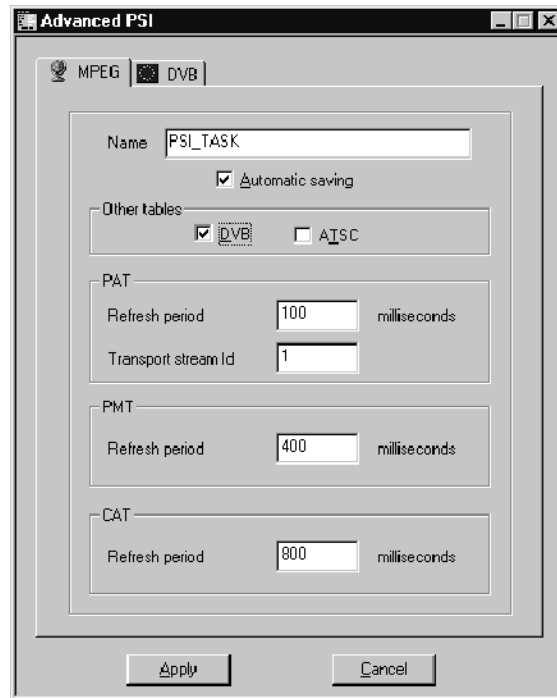 Advanced PSI
MPEG DVB
Name PSI_TASK
Automatic saving
Other tables
DVB ATSC
PAT
Refresh period 100 milliseconds
Transport stream Id 1
PMT
Refresh period 400 milliseconds
CAT
Refresh period 800 milliseconds
Apply Cancel